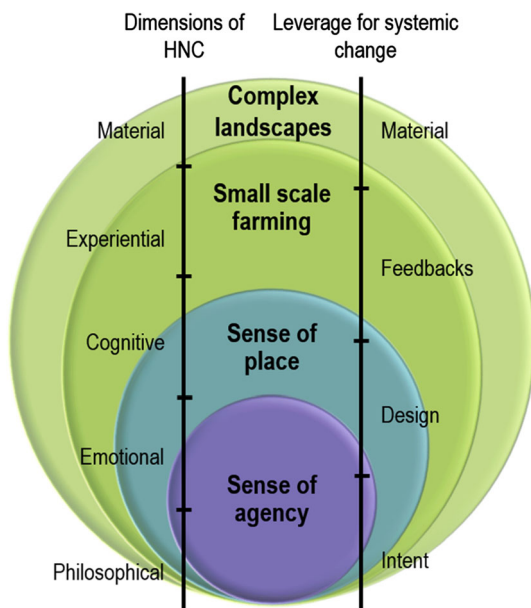 Dimensions of
HNC
Leverage for systemic
change
Complex
landscapes
Material
Material
Small scale
farming
Experiential
Feedbacks
Sense of
place
Cognitive
Design
Emotional
Sense of
agency
Philosophical
Intent